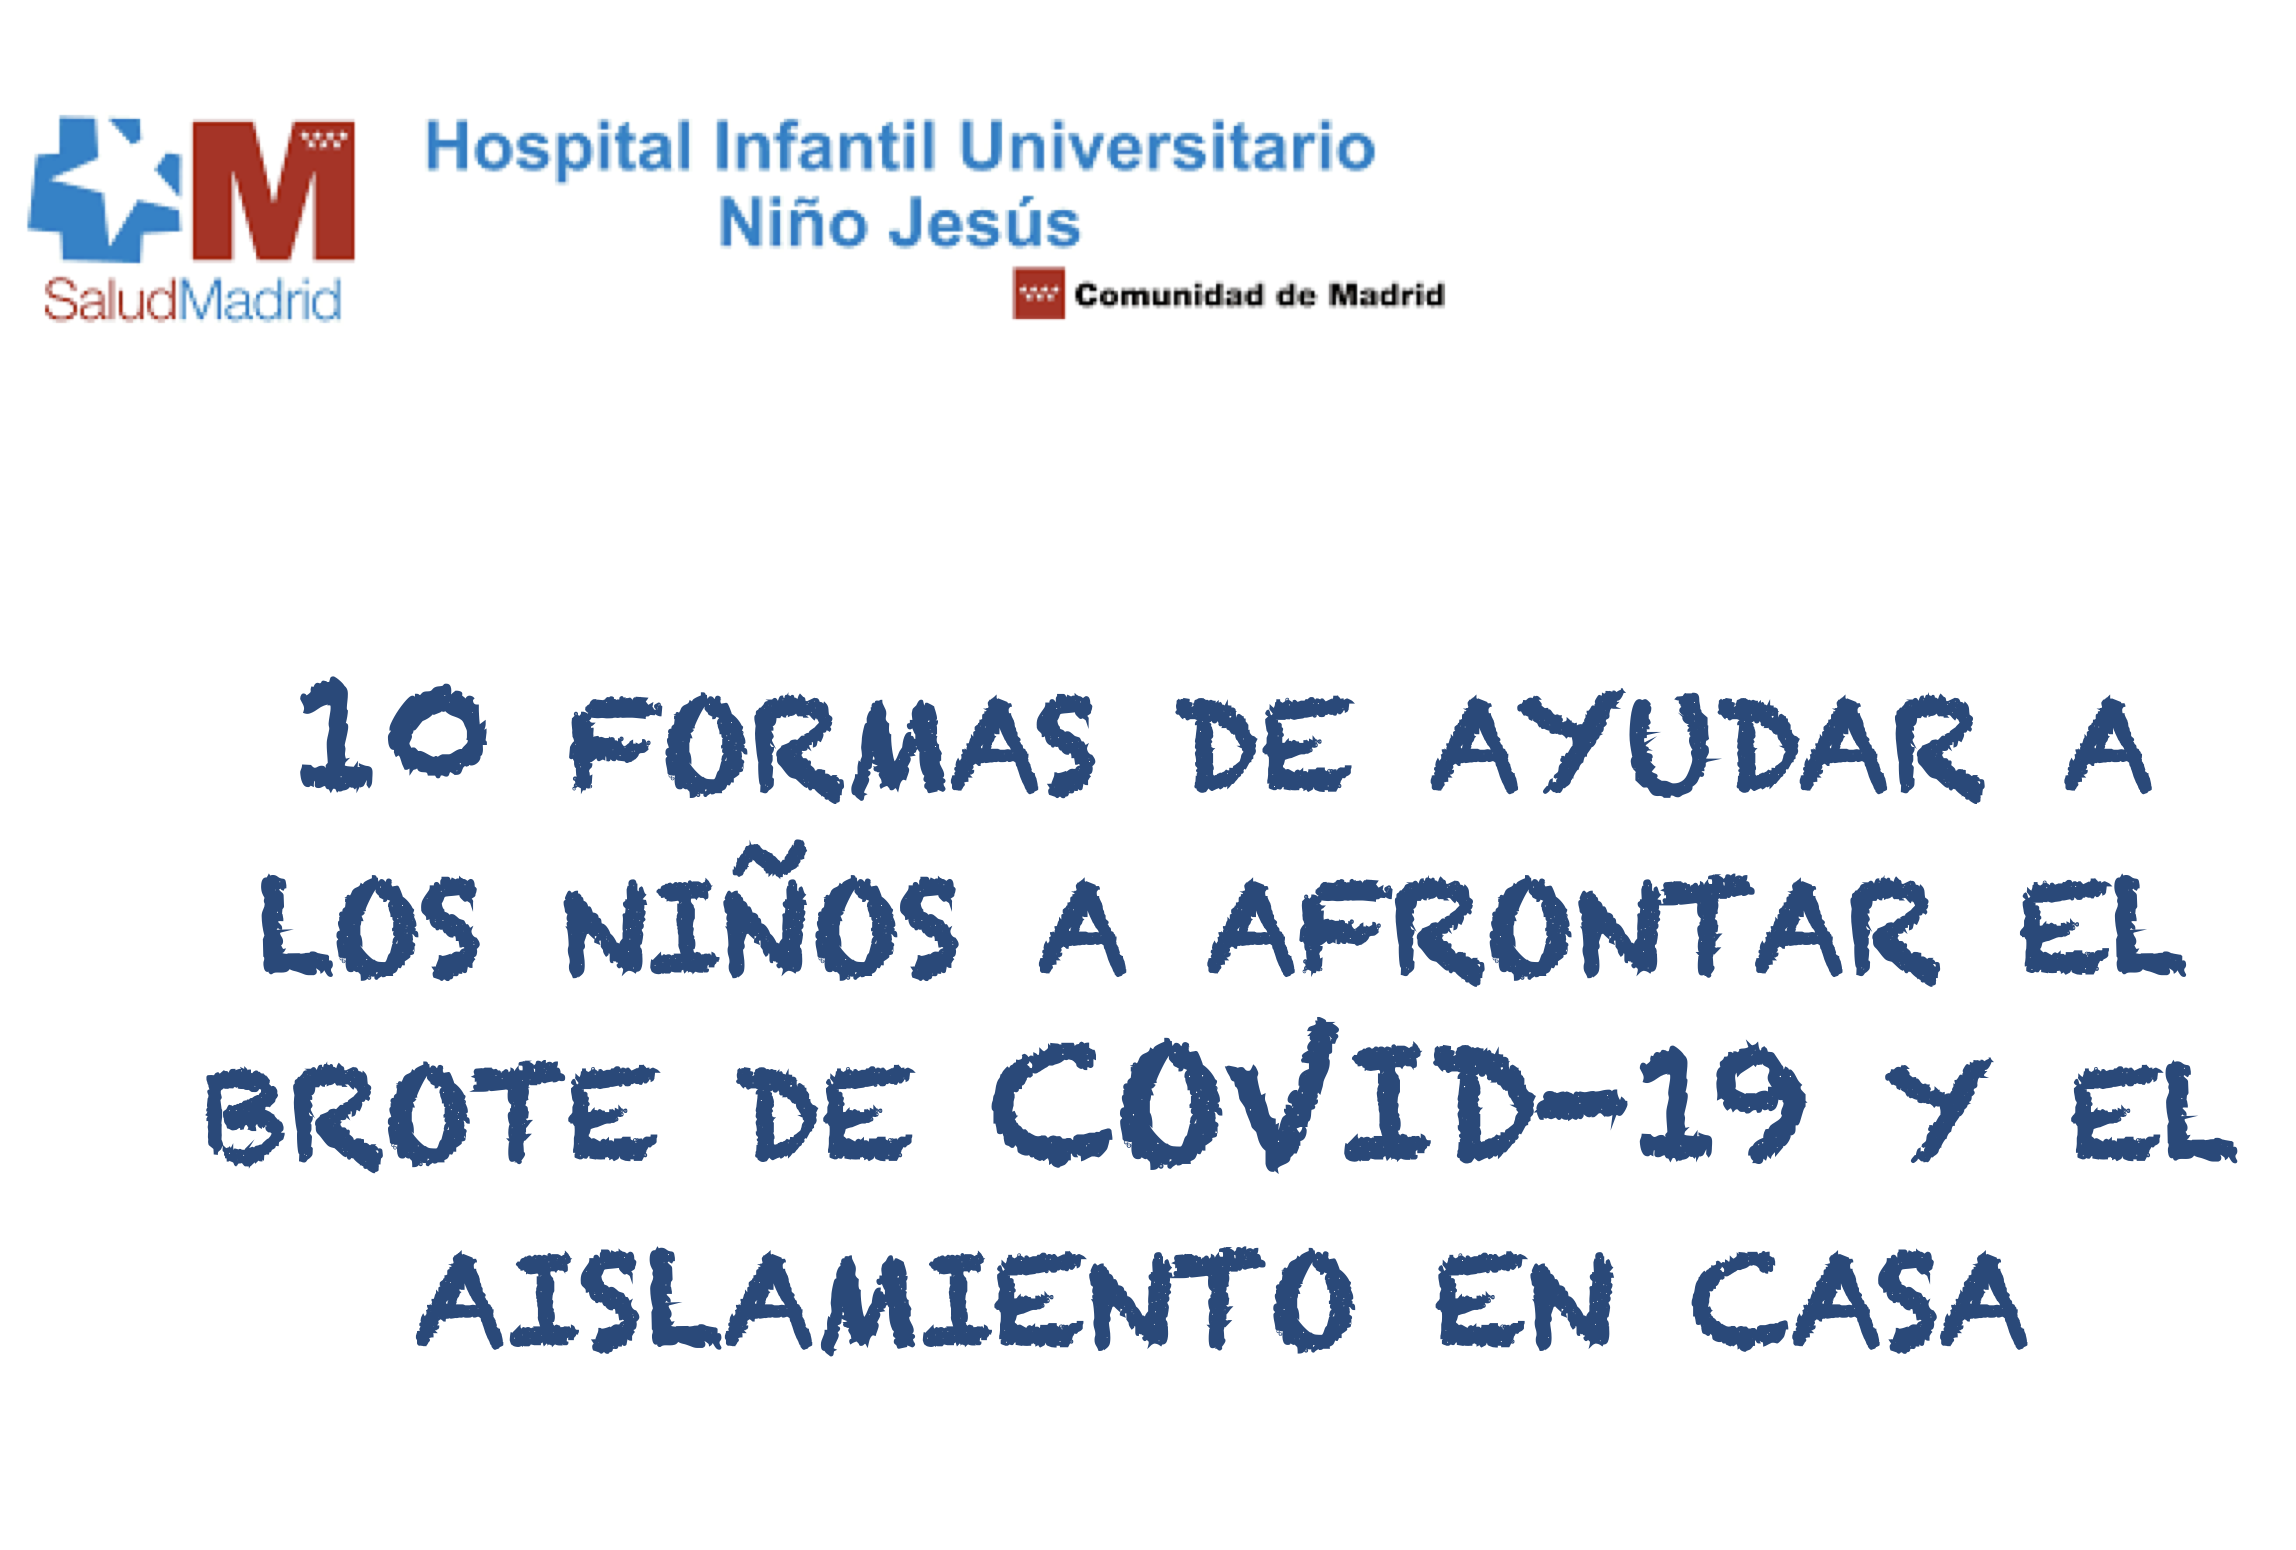 M
SaludMadrid
Hospital Infantil Universitario
Niño Jesús
Comunidad de Madrid
10 FORMAS DE AYUDAR A
LOS NIÑOS A AFRONTAR EL
BROTE DE COVID-19 Y EL
AISLAMIENTO EN CASA